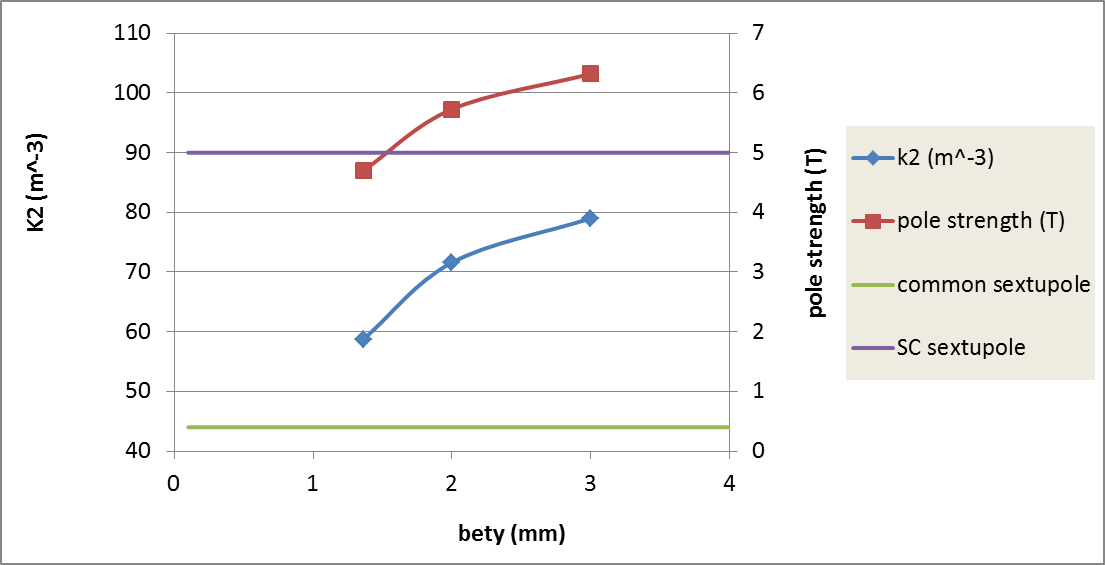 110
100
90
80
70
60
50
40
K2 (m^-3)
7
6
5
4
3
2
1
0
pole strength (T)
0 1 2 3 4
bety (mm)
k2 (m^-3)
pole strength (T)
common sextupole
SC sextupole